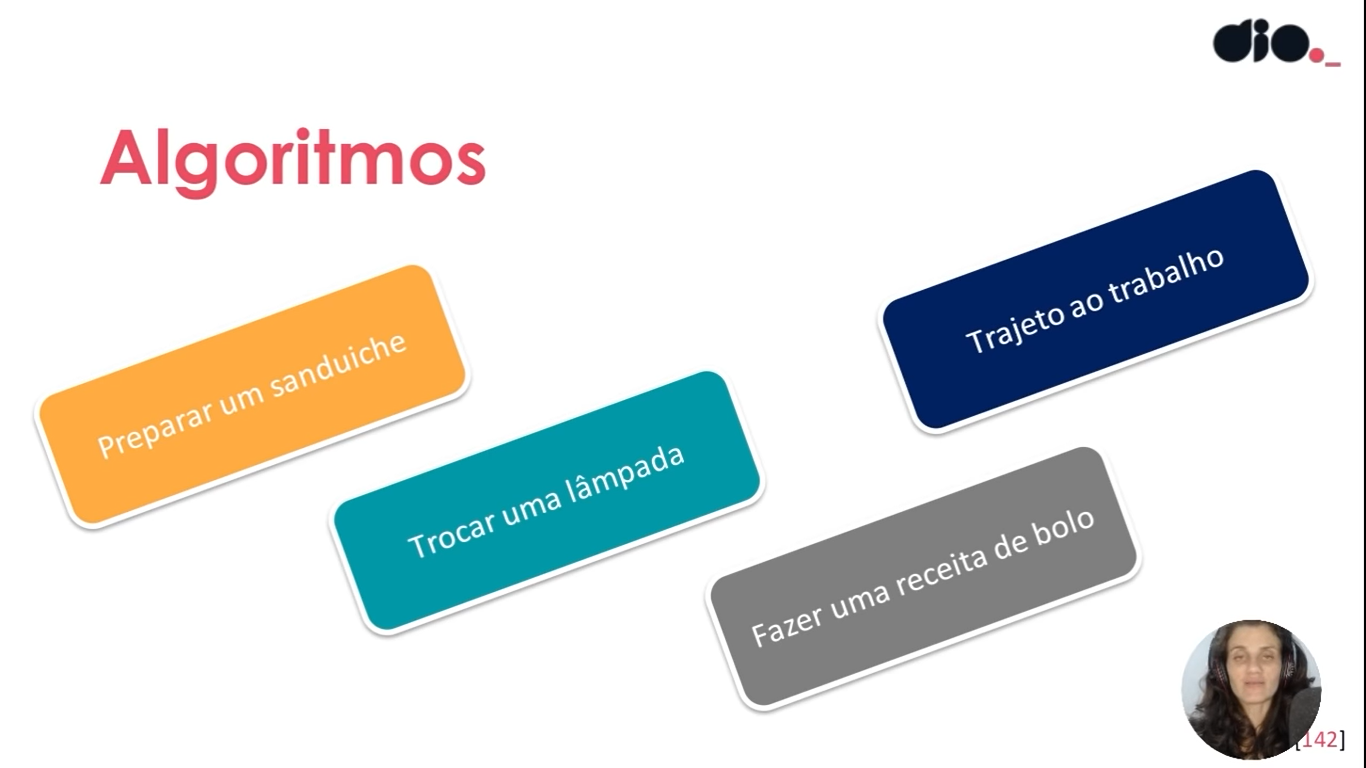 dio._
Algoritmos
Preparar um sanduiche
Trocar uma lâmpada
Trajeto ao trabalho
Fazer uma receita de bolo
[142]